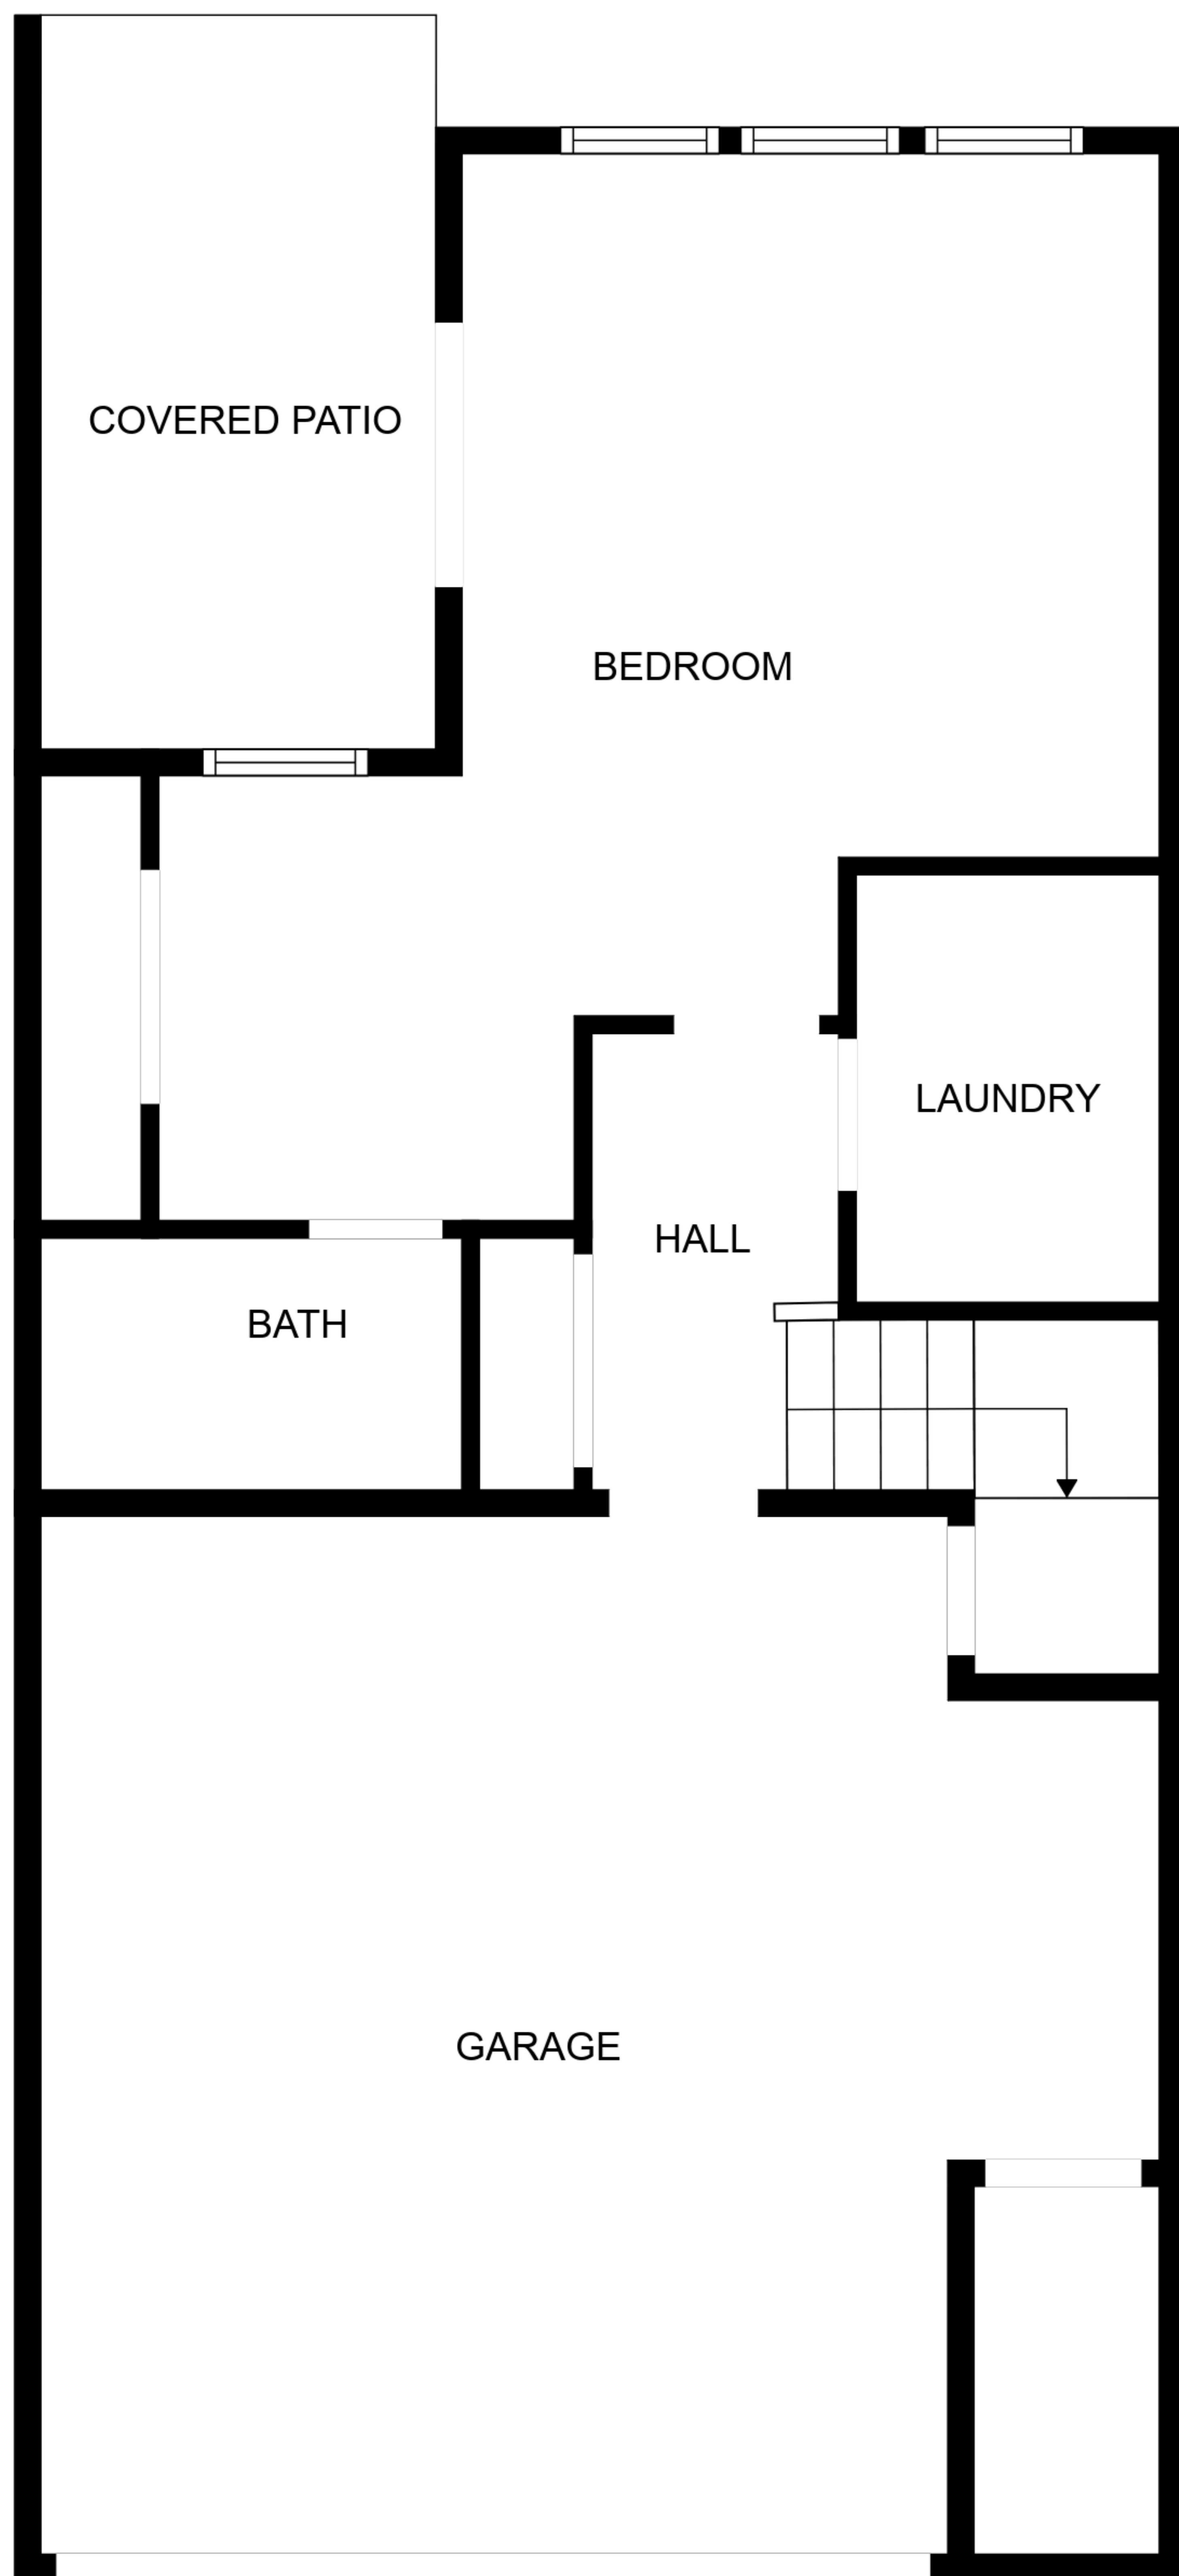 COVERED PATIO
BEDROOM
LAUNDRY
HALL
BATH
GARAGE